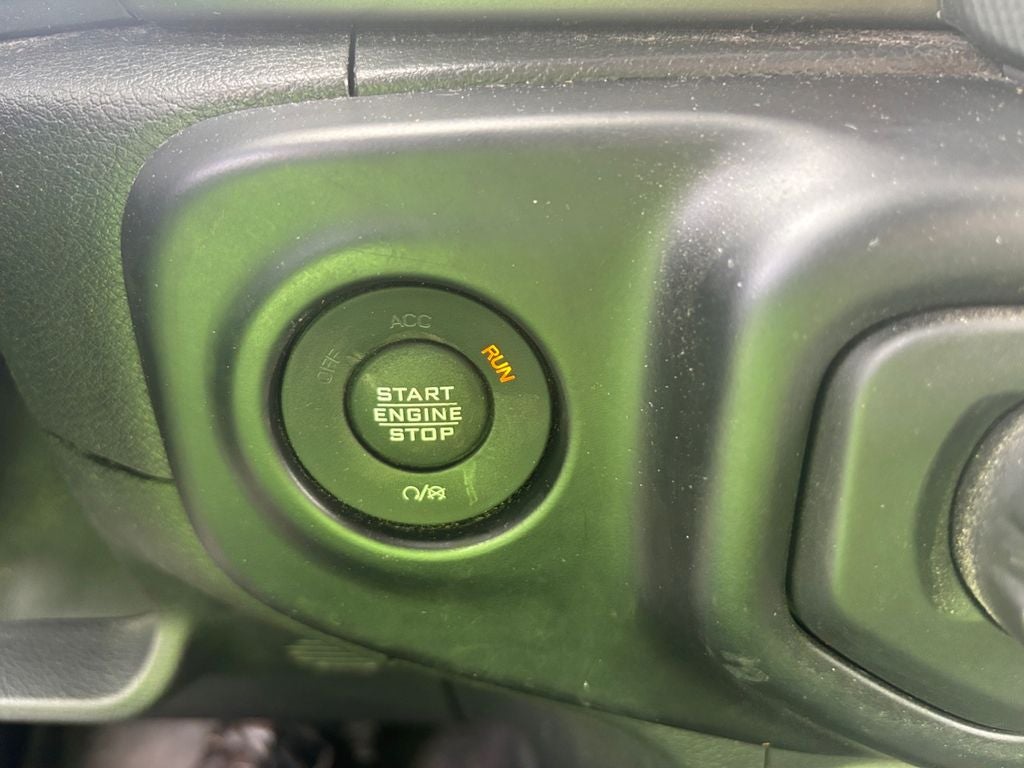 ACC
OFF
RUN
START
ENGINE
STOP